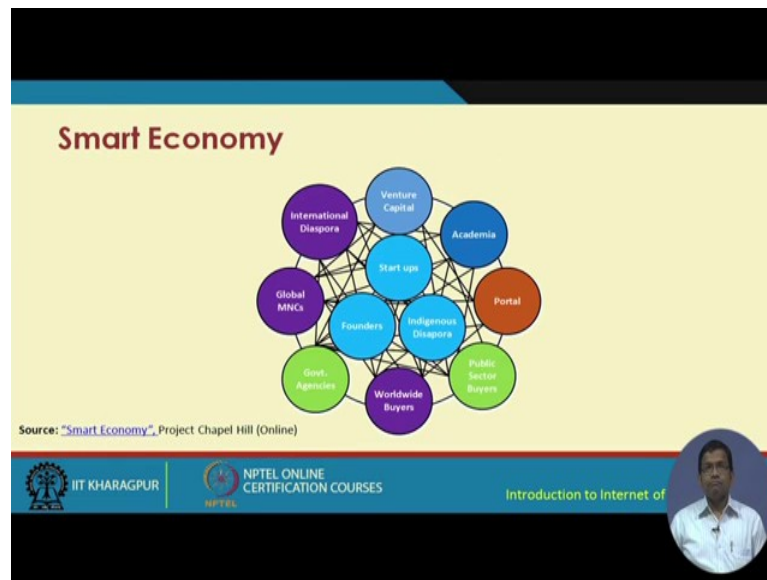 Smart Economy
Venture
Capital
International
Diaspora
Academia
Start ups
Global
MNCs
Portal
Founders
Indigenous
Disapora
Govt.
Agencies
Public
Sector
Buyers
Worldwide
Buyers
Source: "Smart Economy", Project Chapel Hill (Online)
IIT KHARAGPUR
NPTEL ONLINE
CERTIFICATION COURSES
NPTEL
Introduction to Internet of